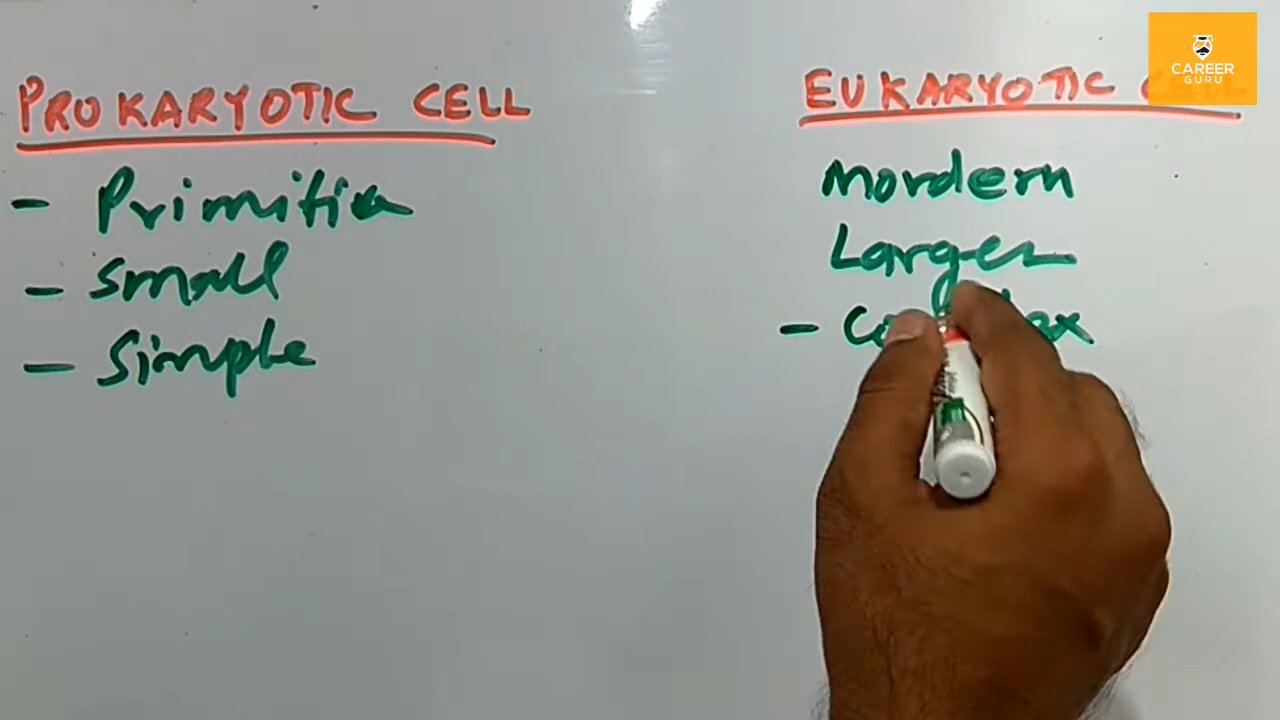 PROKARYOTIC CELL
- Primitive
- Small
- Simple
EUKARYOTIC
Mordern
Larger
-
CAREER
GURU